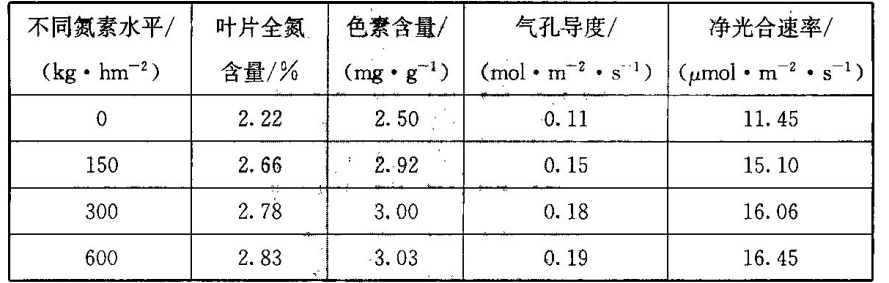 不同氮素水平/ 叶片全氮 色素含量/ 气孔导度/ 净光合速率/
(kg·hm⁻²) 含量/% (mg·g⁻¹) (mol·m⁻²·s⁻¹) (μmol·m⁻²·s⁻¹)
0 2.22 2.50 0.11 11.45
150 2.66 2.92 0.15 15.10
300 2.78 3.00 0.18 16.06
600 2.83 3.03 0.19 16.45